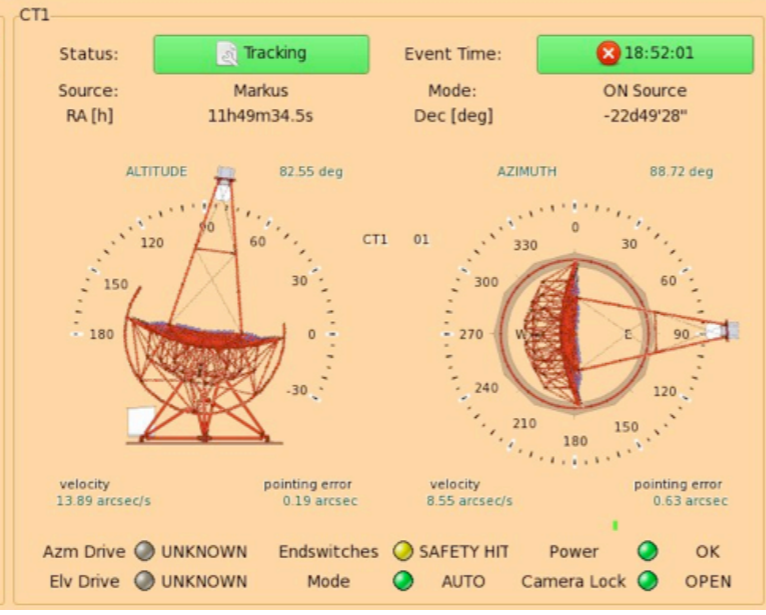 CT1
Status: Tracking Event Time: 18:52:01
Source: Markus Mode: ON Source
RA [h] 11h49m34.5s Dec [deg] -22d49'28"
ALTITUDE 82.55 deg AZIMUTH 88.72 deg
CT1 01
90
120 60
150 30
180 0
-30
0
330 30
300 60
270 W E 90
240 120
210 150
180
velocity pointing error velocity pointing error
13.89 arcsec/s 0.19 arcsec 8.55 arcsec/s 0.63 arcsec
Azm Drive UNKNOWN Endswitches SAFETY HIT Power OK
Elv Drive UNKNOWN Mode AUTO Camera Lock OPEN